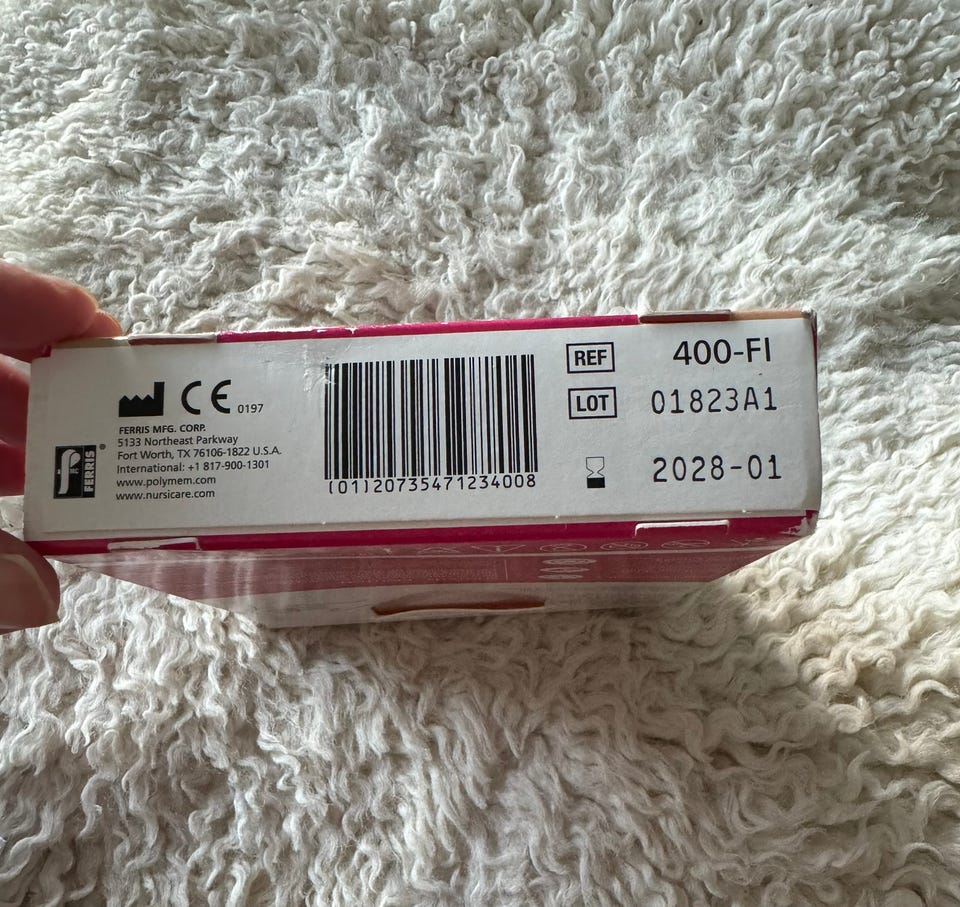 REF 400-FI
LOT 01823A1
2028-01
CE 0197
FERRIS MFG. CORP.
5133 Northeast Parkway
Fort Worth, TX 76106-1822 U.S.A.
International: +1 817-900-1301
www.polymem.com
www.nursicare.com
FERRIS®
(01)20735471234008